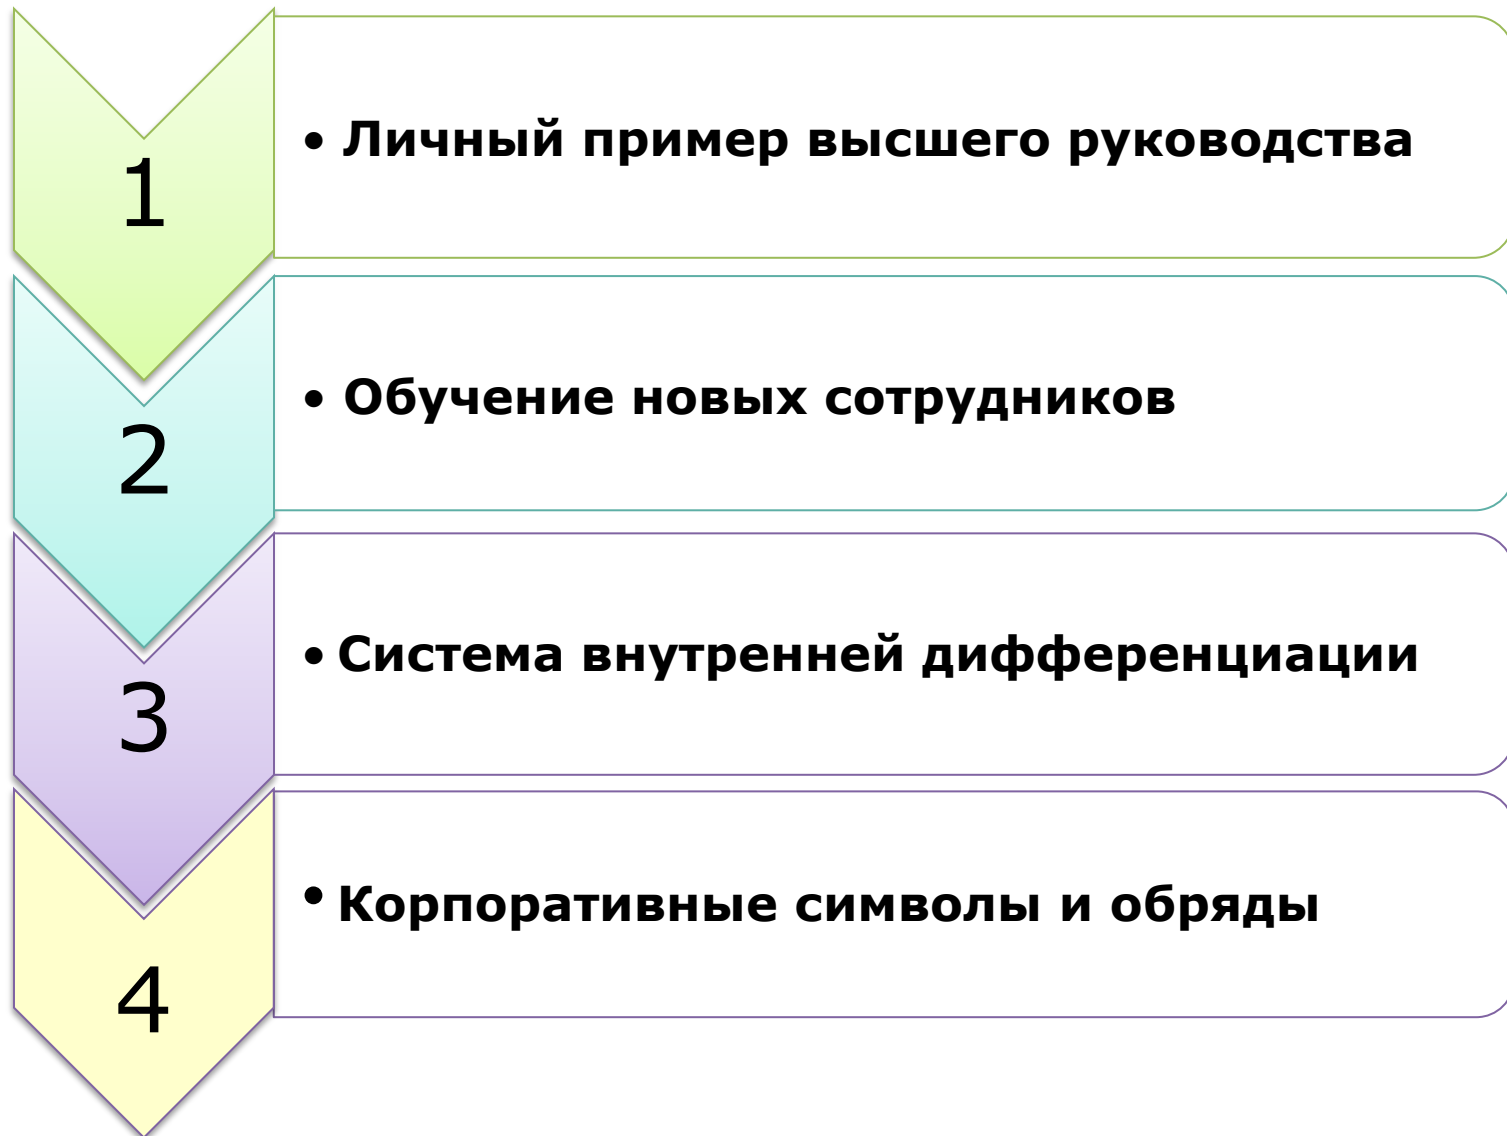 1
• Личный пример высшего руководства
2
• Обучение новых сотрудников
3
• Система внутренней дифференциации
4
• Корпоративные символы и обряды